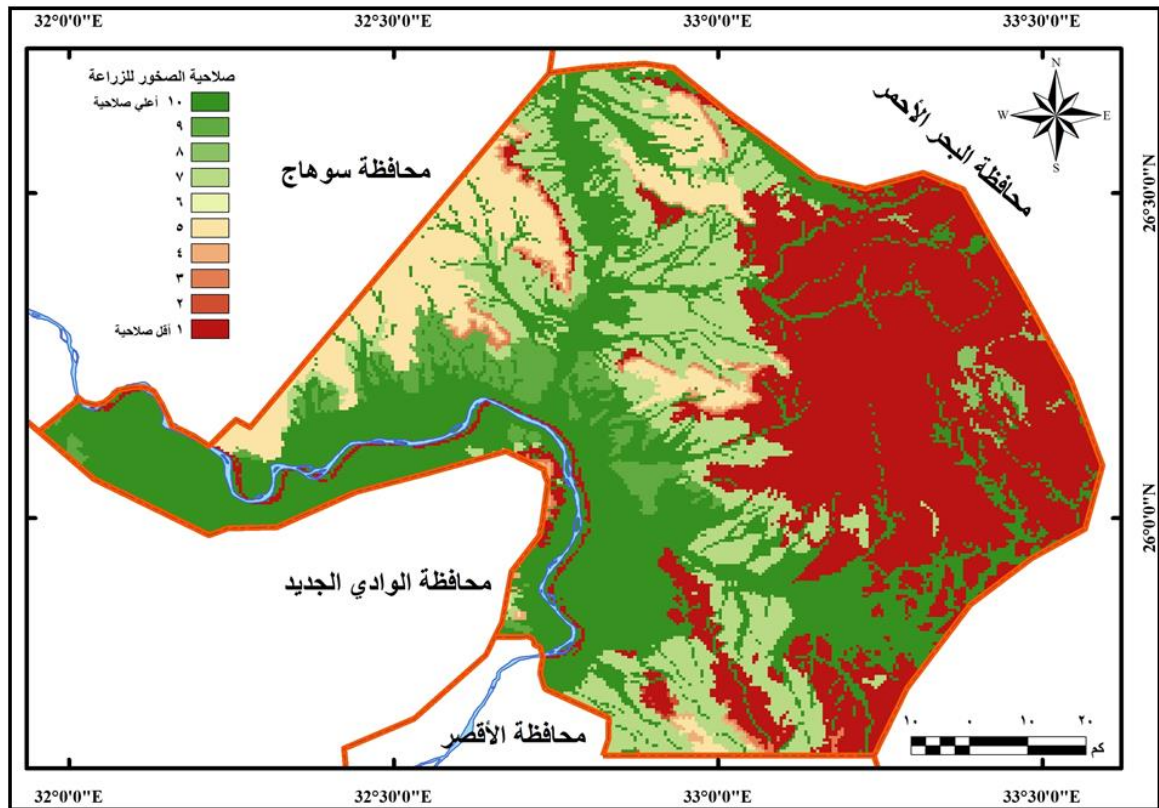 32°0'0"E 32°30'0"E 33°0'0"E 33°30'0"E
صلاحية الصخور للزراعة
١٠ أعلي صلاحية
٩
٨
٧
٦
٥
٤
٣
٢
١ أقل صلاحية
N
W E
S
محافظة البحر الأحمر
محافظة سوهاج
26°30'0"N
26°0'0"N
محافظة الوادي الجديد
محافظة الأقصر
١٠ ٠ ١٠ ٢٠
كم
32°0'0"E 32°30'0"E 33°0'0"E 33°30'0"E